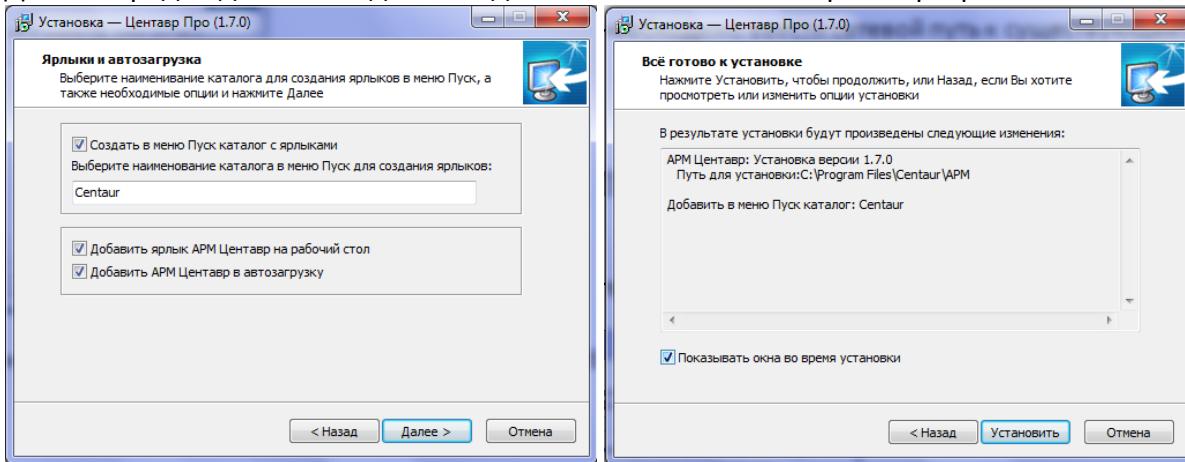 Установка — Центавр Про (1.7.0)
Ярлыки и автозагрузка
Выберите наименивание каталога для создания ярлыков в меню Пуск, а
также необходимые опции и нажмите Далее
Создать в меню Пуск каталог с ярлыками
Выберите наименование каталога в меню Пуск для создания ярлыков:
Centaur
Добавить ярлык АРМ Центавр на рабочий стол
Добавить АРМ Центавр в автозагрузку
< Назад
Далее >
Отмена
Установка — Центавр Про (1.7.0)
Всё готово к установке
Нажмите Установить, чтобы продолжить, или Назад, если Вы хотите
просмотреть или изменить опции установки
В результате установки будут произведены следующие изменения:
АРМ Центавр: Установка версии 1.7.0
Путь для установки:C:\Program Files\Centaur\APM
Добавить в меню Пуск каталог: Centaur
Показывать окна во время установки
< Назад
Установить
Отмена